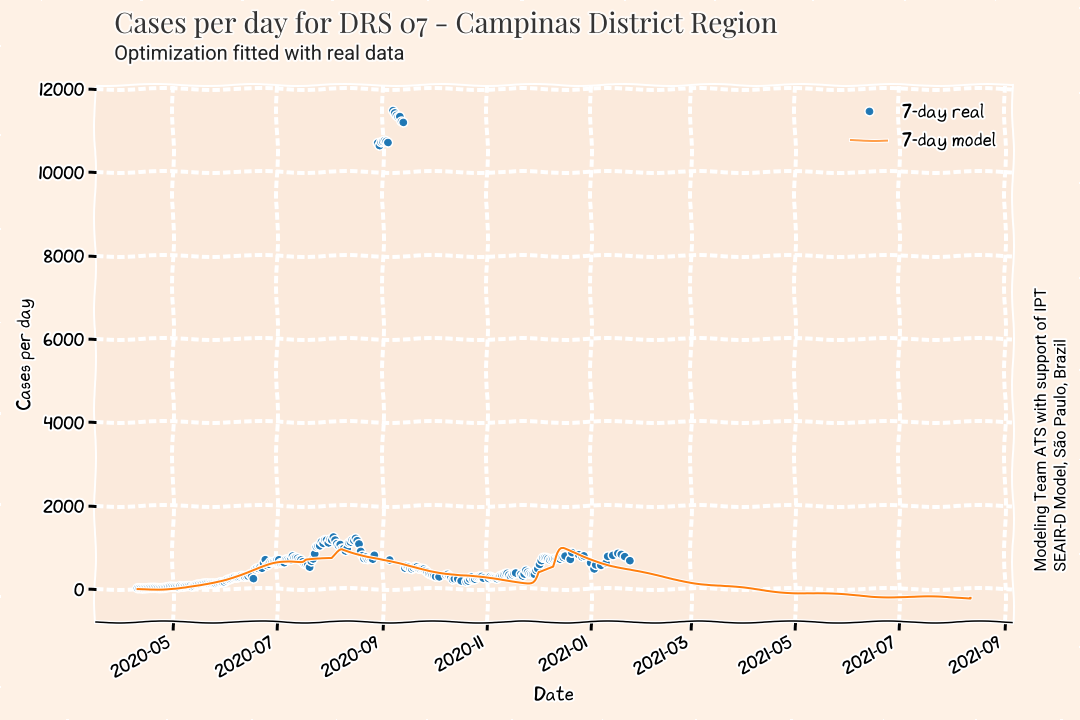 Cases per day for DRS 07 - Campinas District Region
Optimization fitted with real data
12000
10000
8000
6000
4000
2000
0
Cases per day
7-day real
7-day model
2020-05
2020-07
2020-09
2020-11
2021-01
2021-03
2021-05
2021-07
2021-09
Date
Modeling Team ATS with support of IPT
SEAIR-D Model, São Paulo, Brazil